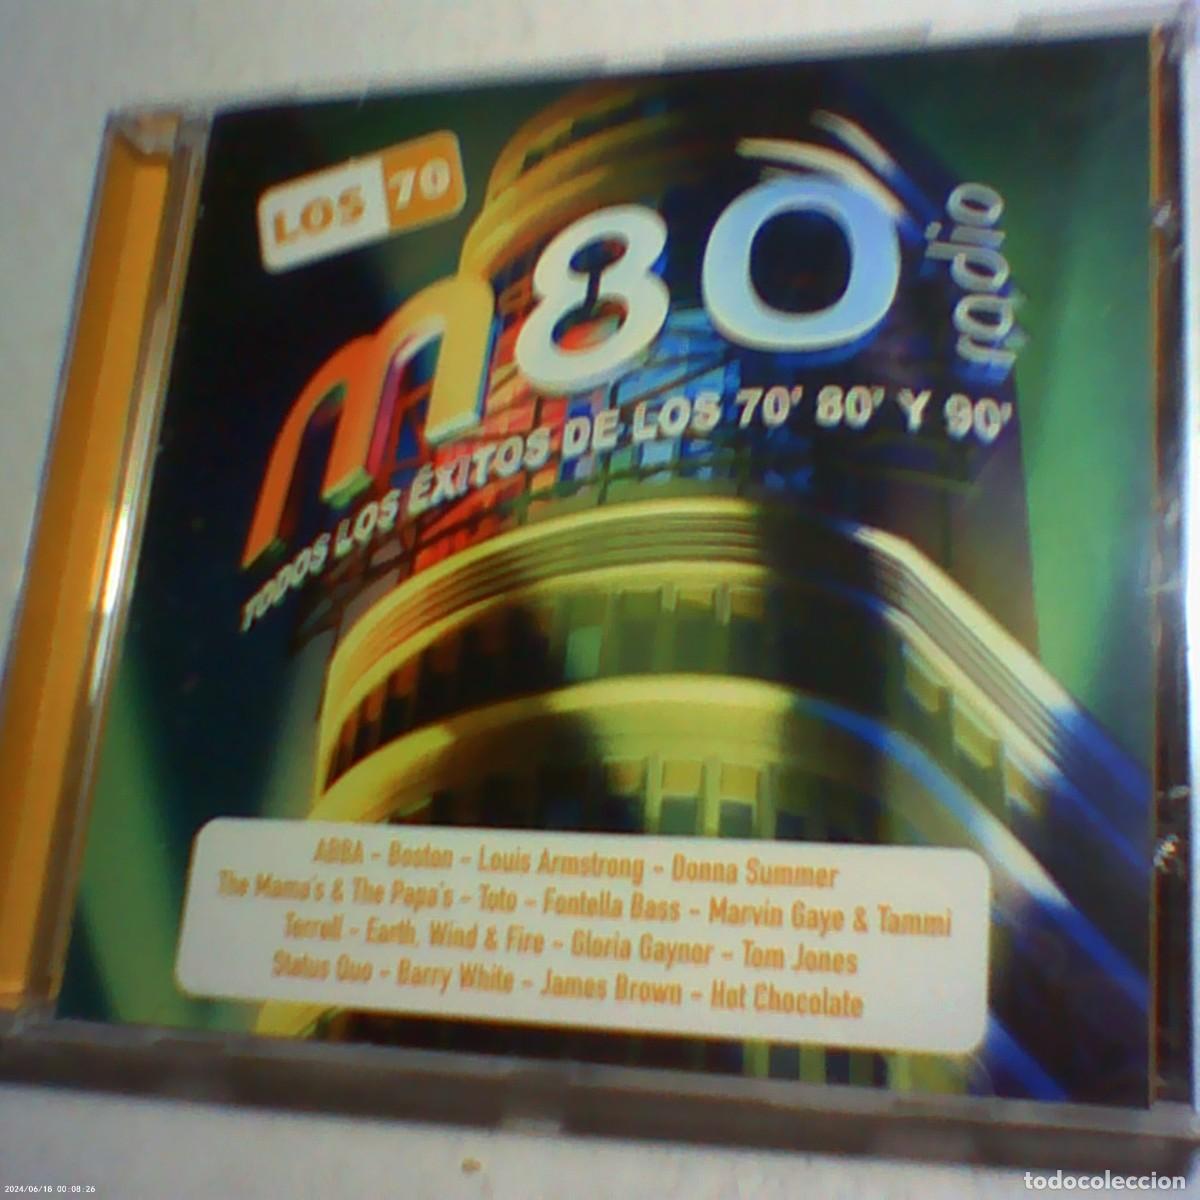 LOS 70
m80 radio
TODOS LOS ÉXITOS DE LOS 70' 80' Y 90'
ABBA - Boston - Louis Armstrong - Donna Summer
The Mama's & The Papa's - Toto - Fontella Bass - Marvin Gaye & Tammi
Terrell - Earth, Wind & Fire - Gloria Gaynor - Tom Jones
Status Quo - Barry White - James Brown - Hot Chocolate
2024/06/16 00:08:26
todocoleccion